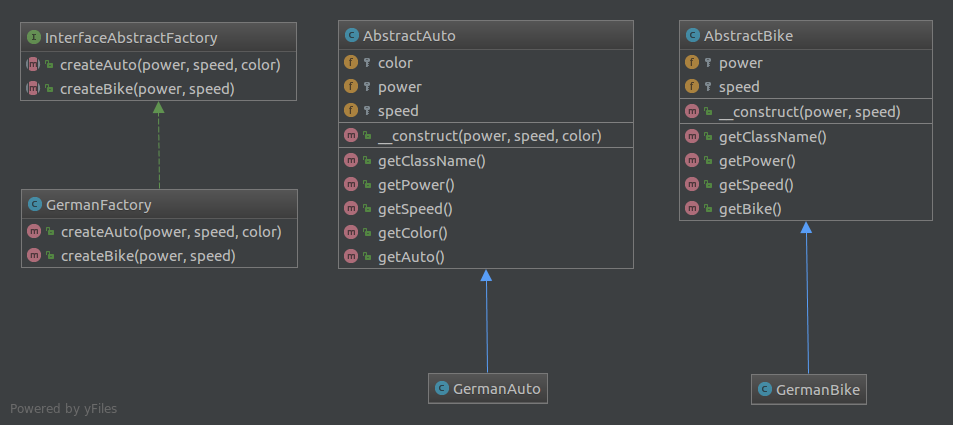 InterfaceAbstractFactory
createAuto(power, speed, color)
createBike(power, speed)
GermanFactory
createAuto(power, speed, color)
createBike(power, speed)
AbstractAuto
color
power
speed
__construct(power, speed, color)
getClassName()
getPower()
getSpeed()
getColor()
getAuto()
AbstractBike
power
speed
__construct(power, speed)
getClassName()
getPower()
getSpeed()
getBike()
GermanAuto
GermanBike
Powered by yFiles